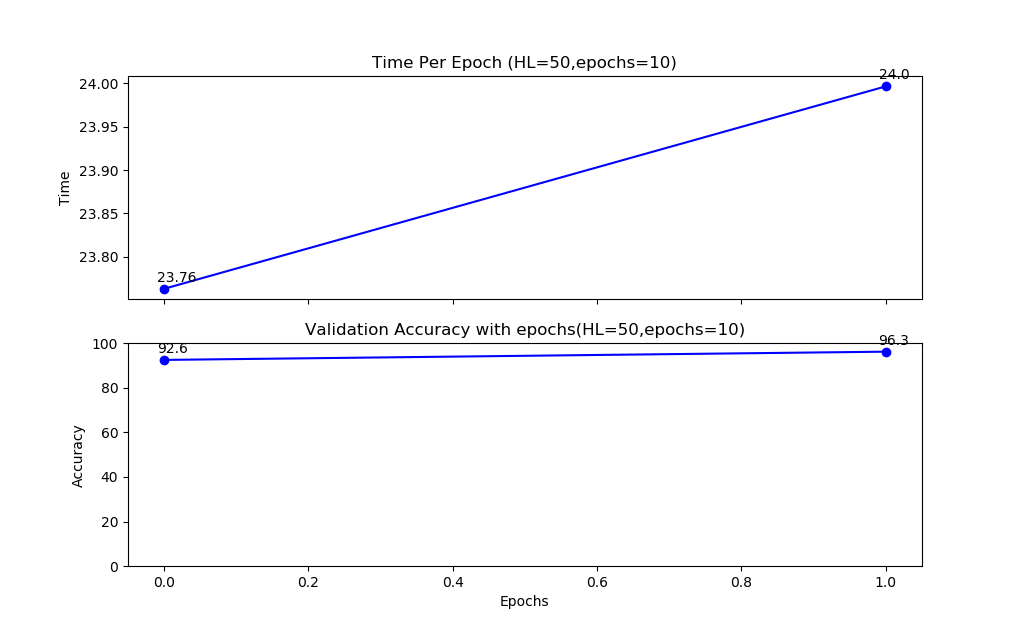 Time Per Epoch (HL=50,epochs=10)
24.0
24.00
23.95
23.90
Time
23.85
23.80
23.76
Validation Accuracy with epochs(HL=50,epochs=10)
96.3
100
92.6
80
60
Accuracy
40
20
0
0.0 0.2 0.4 0.6 0.8 1.0
Epochs